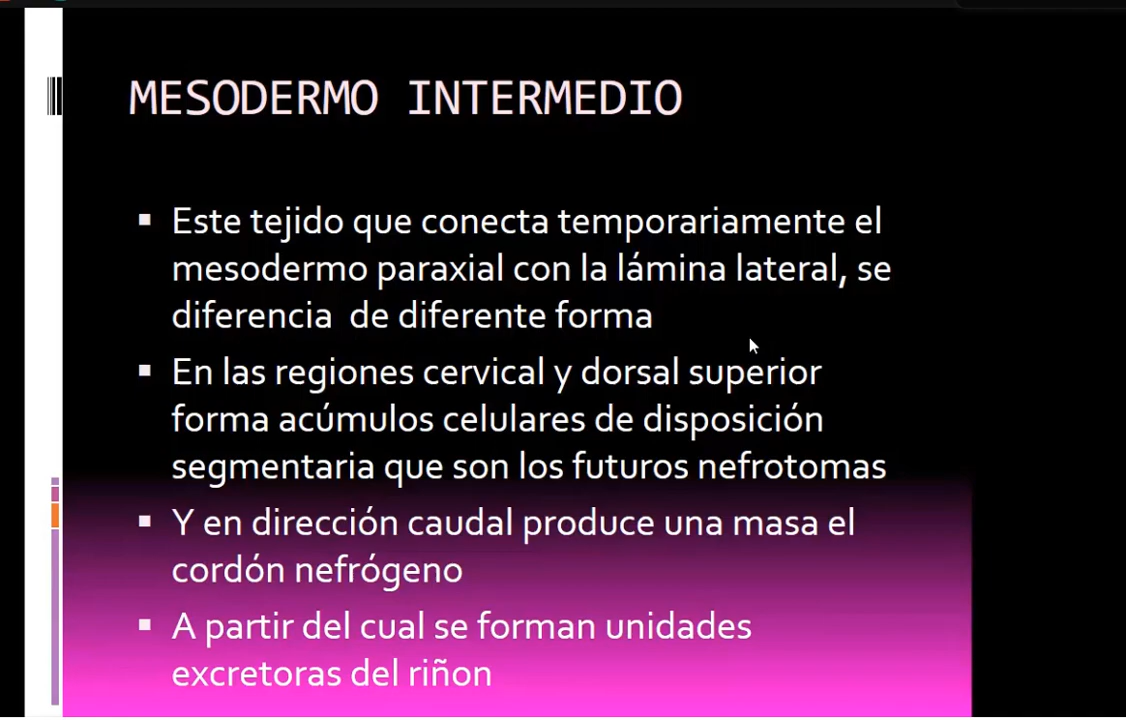 MESODERMO INTERMEDIO
▪ Este tejido que conecta temporariamente el
mesodermo paraxial con la lámina lateral, se
diferencia  de diferente forma
▪ En las regiones cervical y dorsal superior
forma acúmulos celulares de disposición
segmentaria que son los futuros nefrotomas
▪ Y en dirección caudal produce una masa el
cordón nefrógeno
▪ A partir del cual se forman unidades
excretoras del riñon